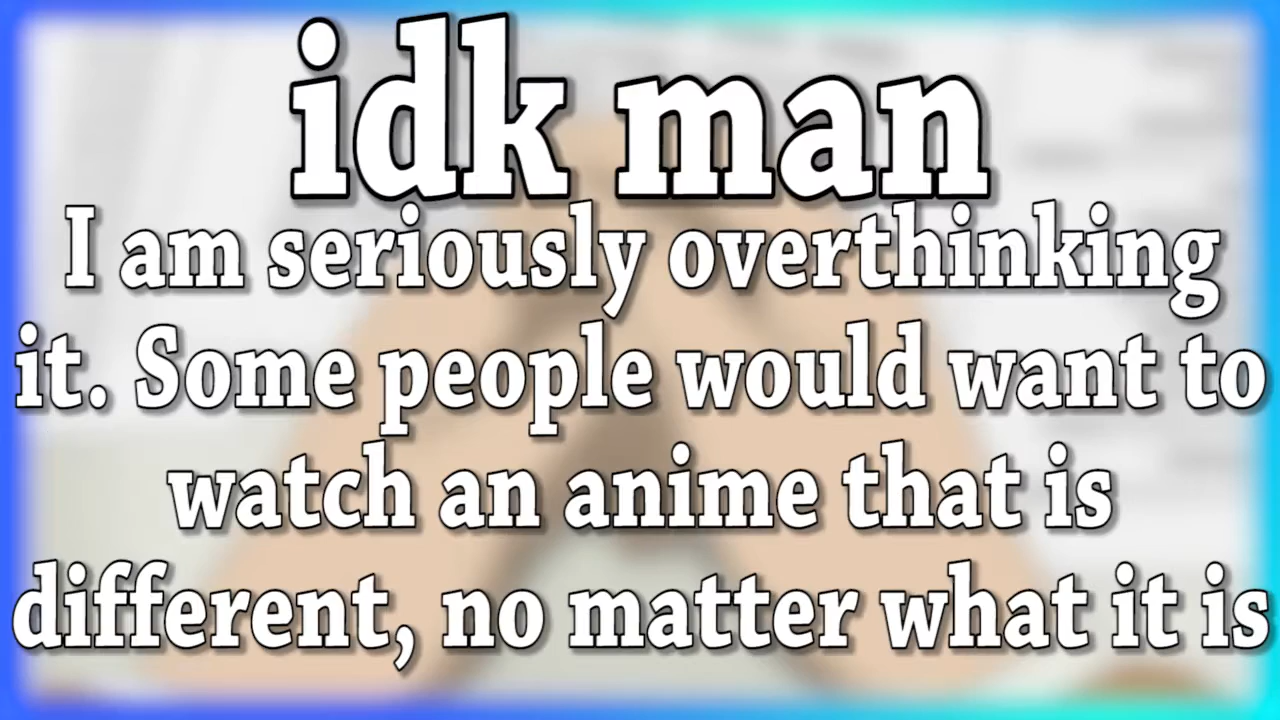 idk man
I am seriously overthinking
it. Some people would want to
watch an anime that is
different, no matter what it is